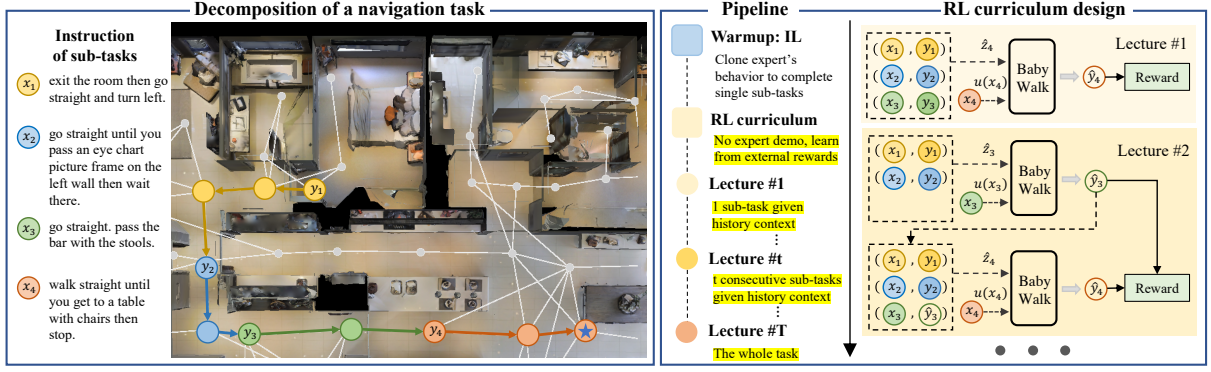 Decomposition of a navigation task
Instruction
of sub-tasks
x₁ exit the room then go
straight and turn left.
x₂ go straight until you
pass an eye chart
picture frame on the
left wall then wait
there.
x₃ go straight. pass the
bar with the stools.
x₄ walk straight until
you get to a table
with chairs then
stop.
y₁
y₂
y₃
y₄
Pipeline
Warmup: IL
Clone expert's
behavior to complete
single sub-tasks
RL curriculum
No expert demo, learn
from external rewards
Lecture #1
1 sub-task given
history context
Lecture #t
t consecutive sub-tasks
given history context
Lecture #T
The whole task
RL curriculum design
Lecture #1
(x₁, y₁)
(x₂, y₂)
(x₃, y₃)
ẑ₄
u(x₄)
x₄
Baby
Walk
ŷ₄
Reward
Lecture #2
(x₁, y₁)
(x₂, y₂)
ẑ₃
u(x₃)
x₃
Baby
Walk
ŷ₃
(x₁, y₁)
(x₂, y₂)
(x₃, ŷ₃)
ẑ₄
u(x₄)
x₄
Baby
Walk
ŷ₄
Reward